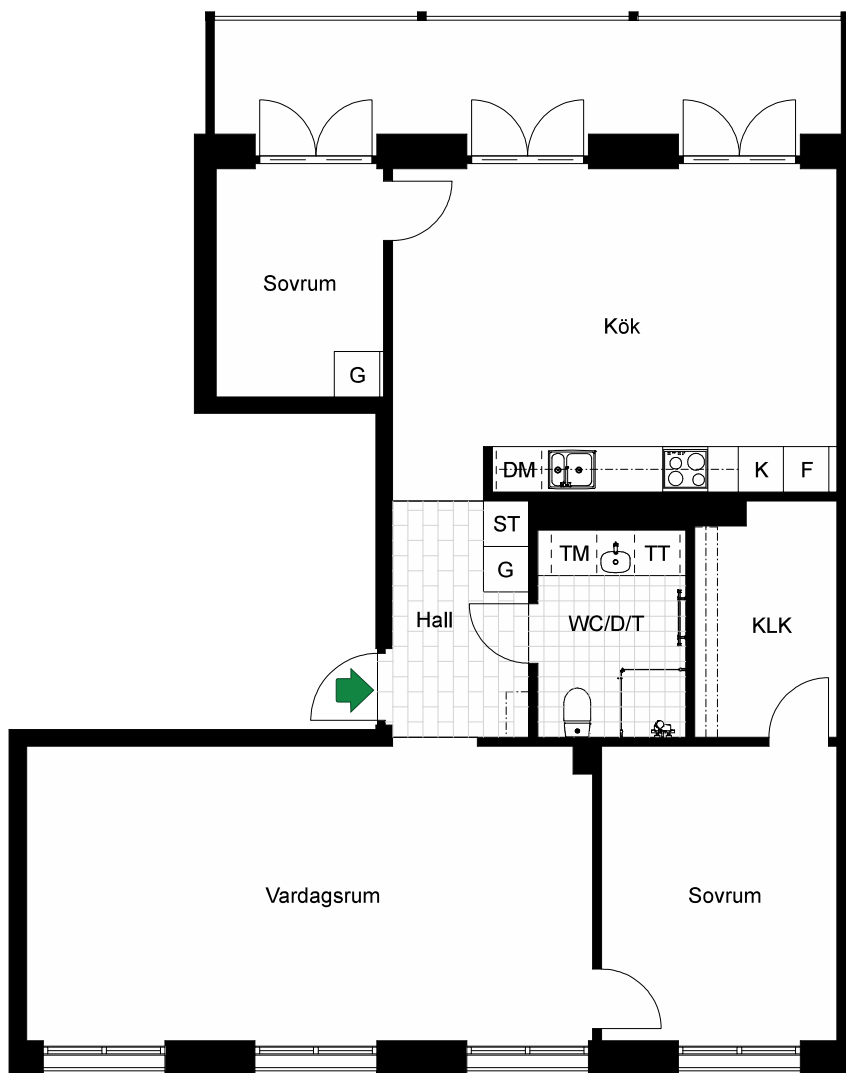 Sovrum
Kök
G
DM
K
F
ST
G
TM
TT
Hall
WC/D/T
KLK
Vardagsrum
Sovrum